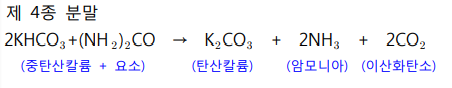 제 4종 분말
2KHCO₃+(NH₂)₂CO → K₂CO₃ + 2NH₃ + 2CO₂
(중탄산칼륨 + 요소) (탄산칼륨) (암모니아) (이산화탄소)